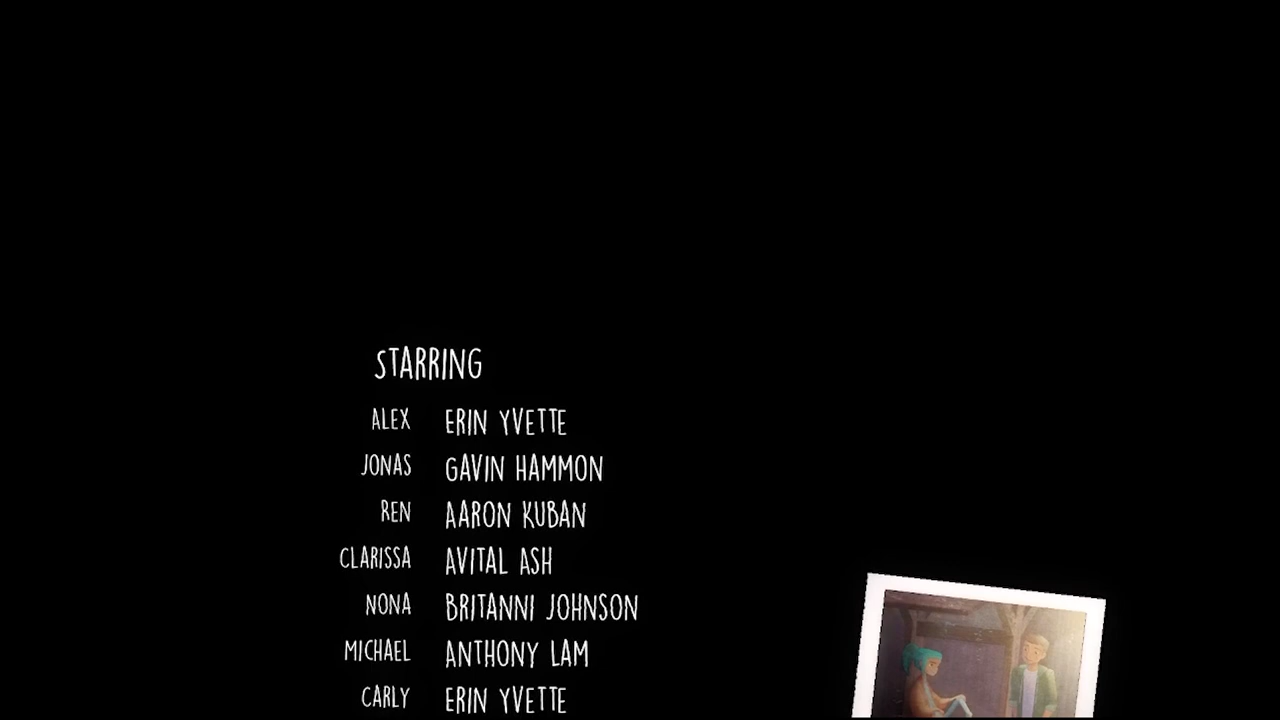 STARRING
ALEX ERIN YVETTE
JONAS GAVIN HAMMON
REN AARON KUBAN
CLARISSA AVITAL ASH
NONA BRITANNI JOHNSON
MICHAEL ANTHONY LAM
CARLY ERIN YVETTE